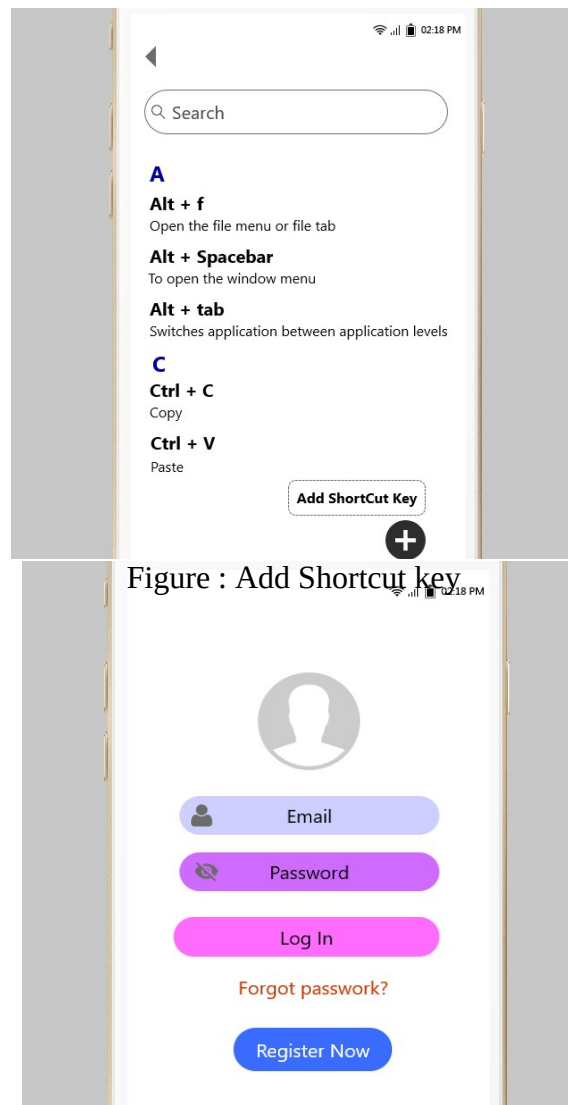 02:18 PM
Search
A
Alt + f
Open the file menu or file tab
Alt + Spacebar
To open the window menu
Alt + tab
Switches application between application levels
C
Ctrl + C
Copy
Ctrl + V
Paste
Add ShortCut Key
Figure : Add Shortcut key
02:18 PM
Email
Password
Log In
Forgot passwork?
Register Now